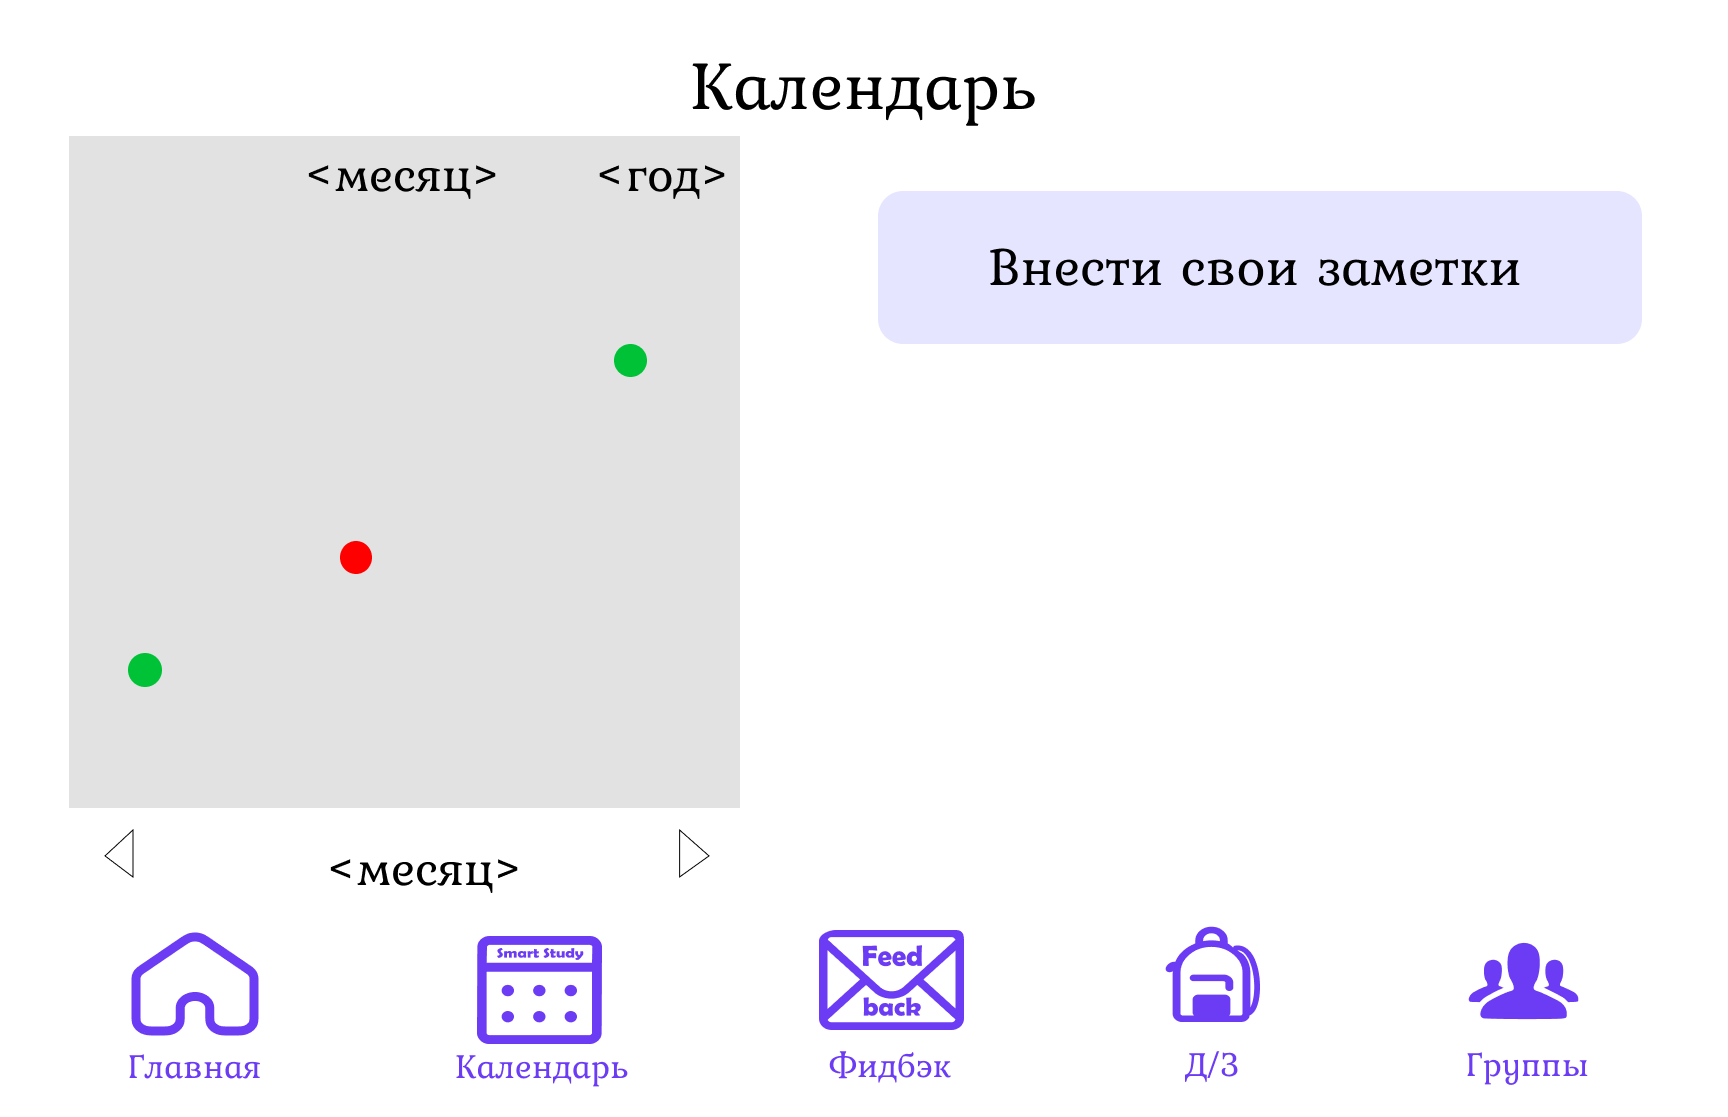 Календарь
<месяц> <год>
Внести свои заметки
<месяц>
Smart Study
Feed
back
Главная
Календарь
Фидбэк
Д/З
Группы